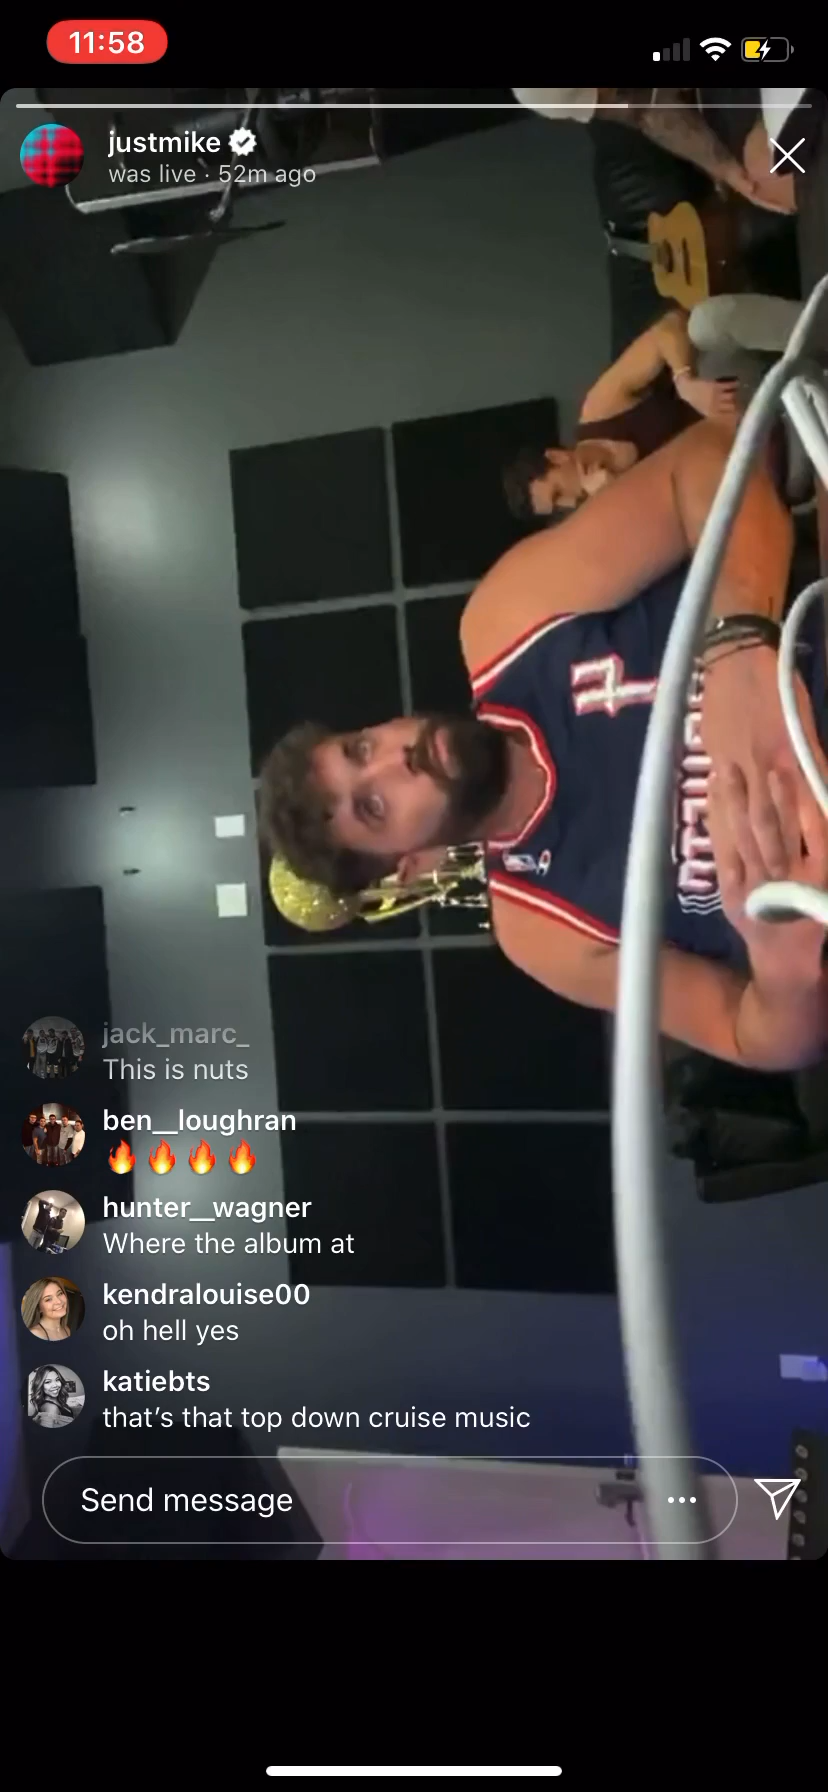 11:58
justmike
was live · 52m ago
jack_marc_
This is nuts
ben__loughran
🔥 🔥 🔥 🔥
hunter__wagner
Where the album at
kendralouise00
oh hell yes
katiebts
that's that top down cruise music
Send message